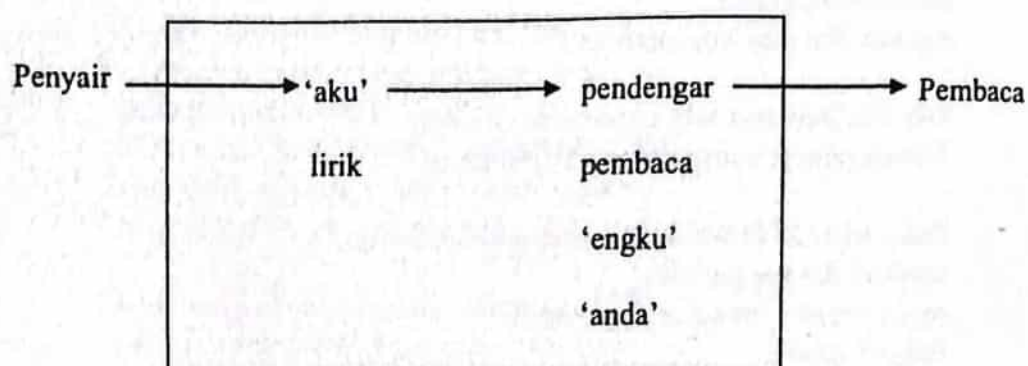 Penyair 'aku' pendengar Pembaca
lirik pembaca
'engku'
'anda'